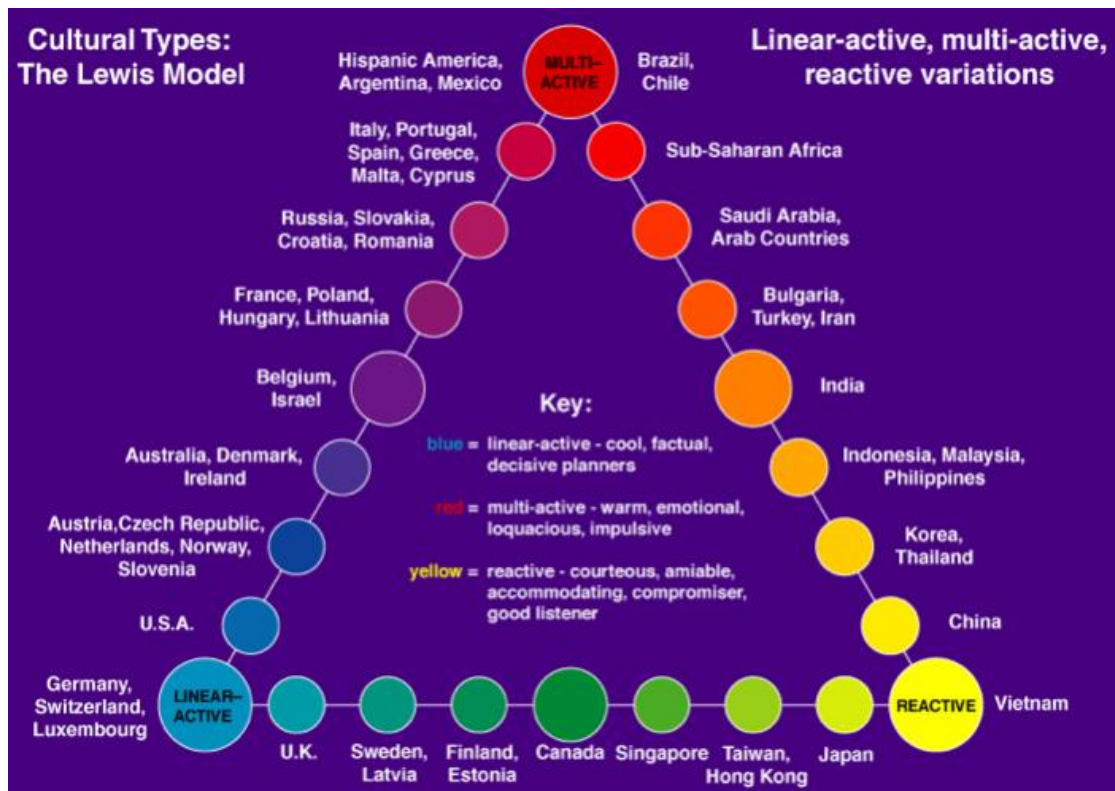 Cultural Types:
The Lewis Model
Linear-active, multi-active,
reactive variations
Hispanic America,
Argentina, Mexico
MULTI–
ACTIVE
Brazil,
Chile
Italy, Portugal,
Spain, Greece,
Malta, Cyprus
Sub-Saharan Africa
Russia, Slovakia,
Croatia, Romania
Saudi Arabia,
Arab Countries
France, Poland,
Hungary, Lithuania
Bulgaria,
Turkey, Iran
Belgium,
Israel
India
Key:
blue = linear-active - cool, factual,
decisive planners
red = multi-active - warm, emotional,
loquacious, impulsive
yellow = reactive - courteous, amiable,
accommodating, compromiser,
good listener
Australia, Denmark,
Ireland
Indonesia, Malaysia,
Philippines
Austria,Czech Republic,
Netherlands, Norway,
Slovenia
Korea,
Thailand
U.S.A.
China
Germany,
Switzerland,
Luxembourg
LINEAR–
ACTIVE
REACTIVE
Vietnam
U.K.
Sweden,
Latvia
Finland,
Estonia
Canada
Singapore
Taiwan,
Hong Kong
Japan